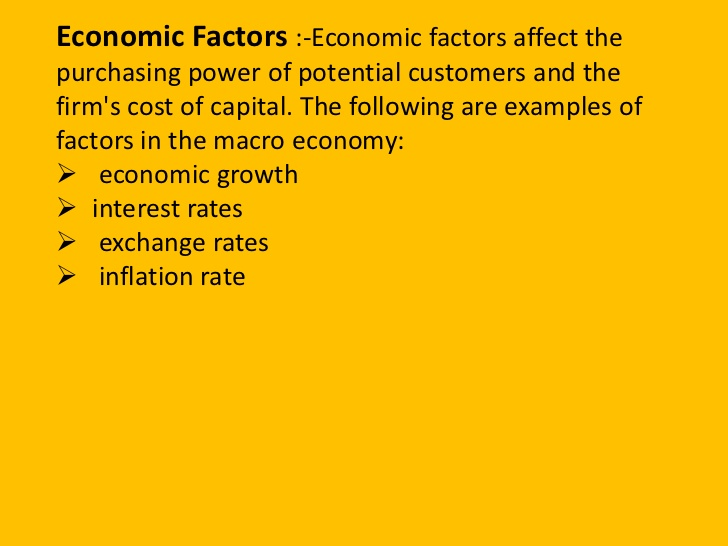 Economic Factors :-Economic factors affect the
purchasing power of potential customers and the
firm's cost of capital. The following are examples of
factors in the macro economy:
➢ economic growth
➢ interest rates
➢ exchange rates
➢ inflation rate